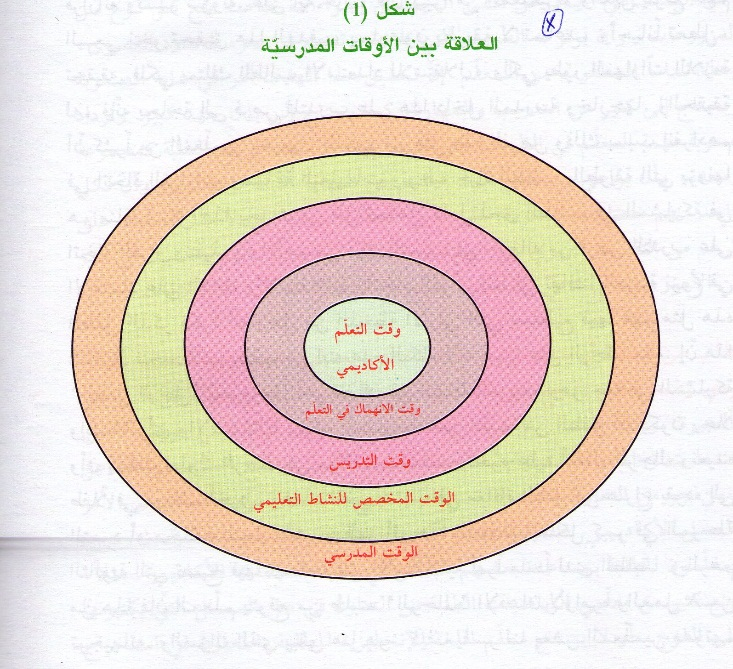 شكل (1)
العلاقة بين الأوقات المدرسيّة
وقت التعلّم
الأكاديمي
وقت الانهماك في التعلّم
وقت التدريس
الوقت المخصص للنشاط التعليمي
الوقت المدرسي